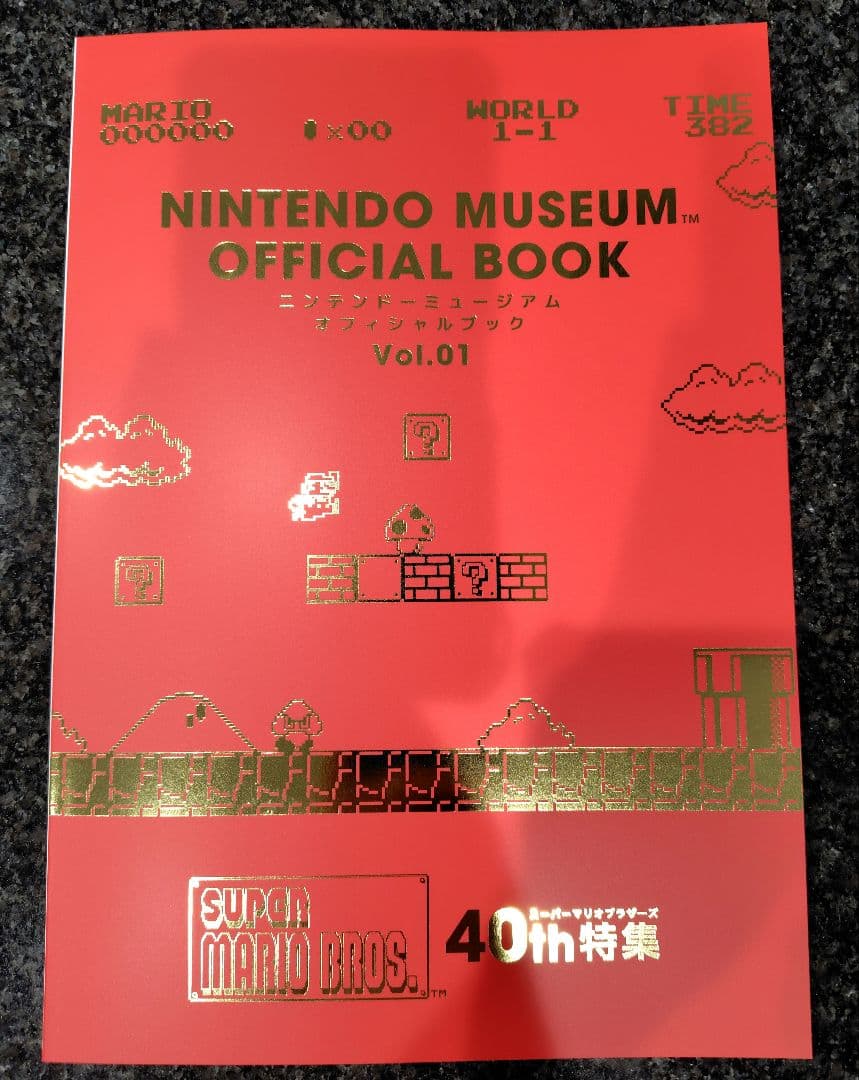 MARIO
000000
×00
WORLD
1-1
TIME
382
NINTENDO MUSEUM™
OFFICIAL BOOK
ニンテンドーミュージアム
オフィシャルブック
Vol.01
?
?
?
SUPER
MARIO BROS.™
スーパーマリオブラザーズ
40th特集